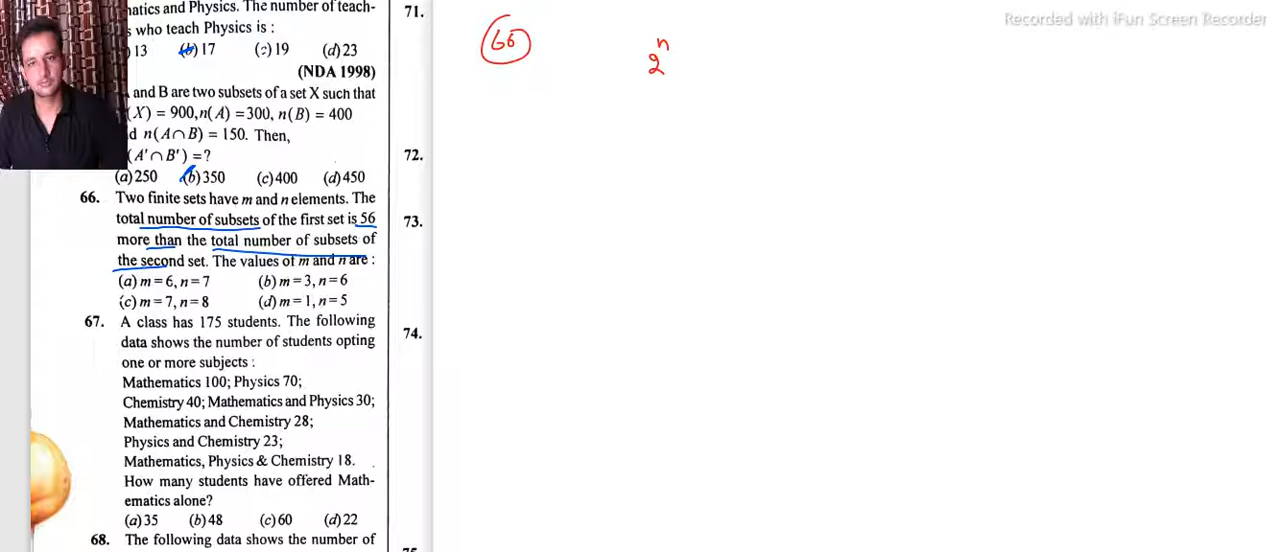 natics and Physics. The number of teach-
s who teach Physics is :
13 (b) 17 (c) 19 (d) 23
(NDA 1998)
and B are two subsets of a set X such that
(X) = 900, n(A) = 300, n(B) = 400
d n(A∩B) = 150. Then,
(A'∩B') = ?
(a) 250 (b) 350 (c) 400 (d) 450
66. Two finite sets have m and n elements. The
total number of subsets of the first set is 56
more than the total number of subsets of
the second set. The values of m and n are :
(a) m = 6, n = 7 (b) m = 3, n = 6
(c) m = 7, n = 8 (d) m = 1, n = 5
67. A class has 175 students. The following
data shows the number of students opting
one or more subjects :
Mathematics 100; Physics 70;
Chemistry 40; Mathematics and Physics 30;
Mathematics and Chemistry 28;
Physics and Chemistry 23;
Mathematics, Physics & Chemistry 18.
How many students have offered Math-
ematics alone?
(a) 35 (b) 48 (c) 60 (d) 22
68. The following data shows the number of
71.
72.
73.
74.
66
2ⁿ
Recorded with iFun Screen Recorder